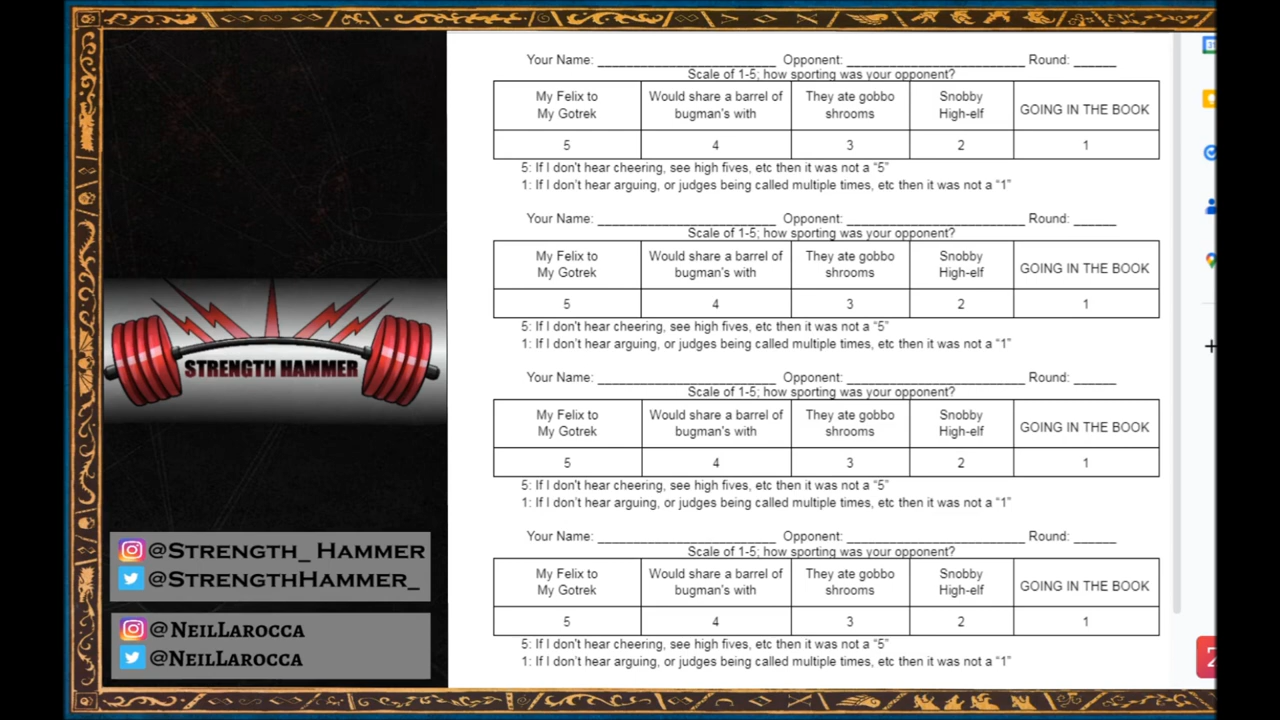 Your Name: _________________________ Opponent: _________________________ Round: ______
Scale of 1-5; how sporting was your opponent?
My Felix to My Gotrek Would share a barrel of bugman's with They ate gobbo shrooms Snobby High-elf GOING IN THE BOOK
5 4 3 2 1
5: If I don't hear cheering, see high fives, etc then it was not a “5”
1: If I don't hear arguing, or judges being called multiple times, etc then it was not a “1”
Your Name: _________________________ Opponent: _________________________ Round: ______
Scale of 1-5; how sporting was your opponent?
My Felix to My Gotrek Would share a barrel of bugman's with They ate gobbo shrooms Snobby High-elf GOING IN THE BOOK
5 4 3 2 1
5: If I don't hear cheering, see high fives, etc then it was not a “5”
1: If I don't hear arguing, or judges being called multiple times, etc then it was not a “1”
Your Name: _________________________ Opponent: _________________________ Round: ______
Scale of 1-5; how sporting was your opponent?
My Felix to My Gotrek Would share a barrel of bugman's with They ate gobbo shrooms Snobby High-elf GOING IN THE BOOK
5 4 3 2 1
5: If I don't hear cheering, see high fives, etc then it was not a “5”
1: If I don't hear arguing, or judges being called multiple times, etc then it was not a “1”
Your Name: _________________________ Opponent: _________________________ Round: ______
Scale of 1-5; how sporting was your opponent?
My Felix to My Gotrek Would share a barrel of bugman's with They ate gobbo shrooms Snobby High-elf GOING IN THE BOOK
5 4 3 2 1
5: If I don't hear cheering, see high fives, etc then it was not a “5”
1: If I don't hear arguing, or judges being called multiple times, etc then it was not a “1”
STRENGTH HAMMER
@STRENGTH_ HAMMER
@STRENGTHHAMMER_
@NEILLAROCCA
@NEILLAROCCA